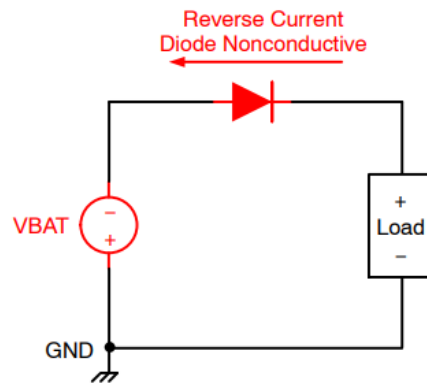 Reverse Current
Diode Nonconductive
VBAT
−
+
+
Load
−
GND